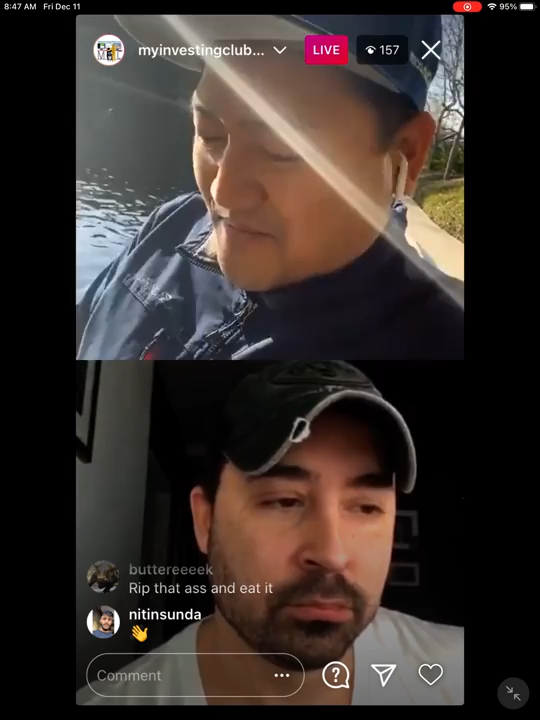 8:47 AM Fri Dec 11
95%
myinvestingclub...
LIVE
157
buttereeeek
Rip that ass and eat it
nitinsunda
👋
Comment